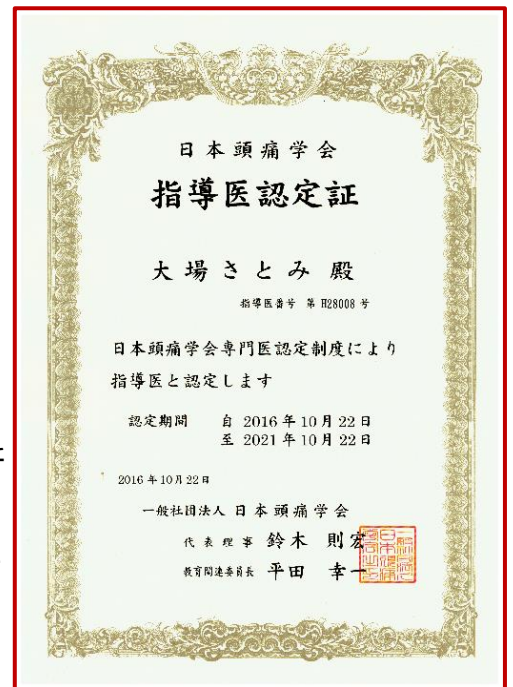 日本頭痛学会
指導医認定証
大場さとみ 殿
指導医番号 第 H28008 号
日本頭痛学会専門医認定制度により
指導医と認定します
認定期間 自 2016 年 10 月 22 日
至 2021 年 10 月 22 日
2016 年 10 月 22 日
一般社団法人 日本頭痛学会
代表理事 鈴木 則宏
教育関連委員長 平田 幸一